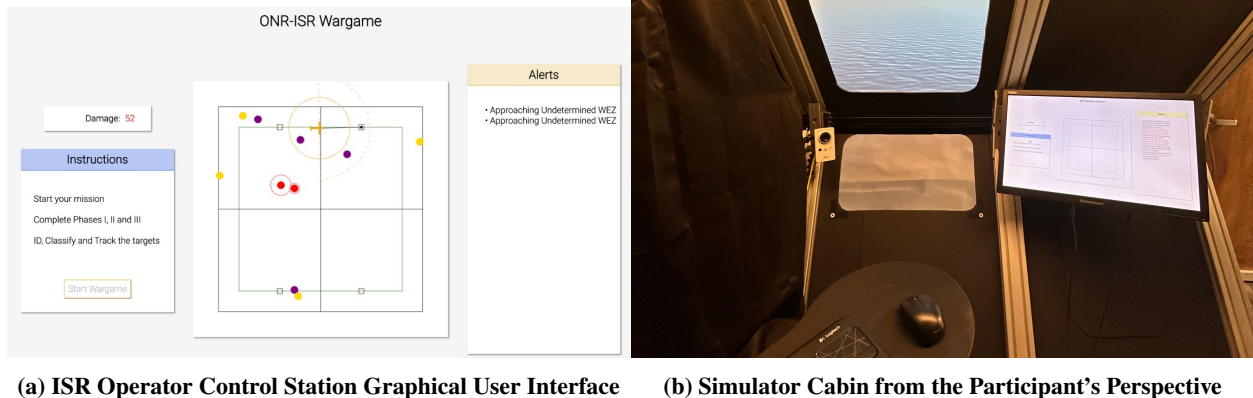 ONR-ISR Wargame
Damage: 52
Instructions
Start your mission
Complete Phases I, II and III
ID, Classify and Track the targets
Start Wargame
Alerts
• Approaching Undetermined WEZ
• Approaching Undetermined WEZ
logitech
(a) ISR Operator Control Station Graphical User Interface
(b) Simulator Cabin from the Participant's Perspective